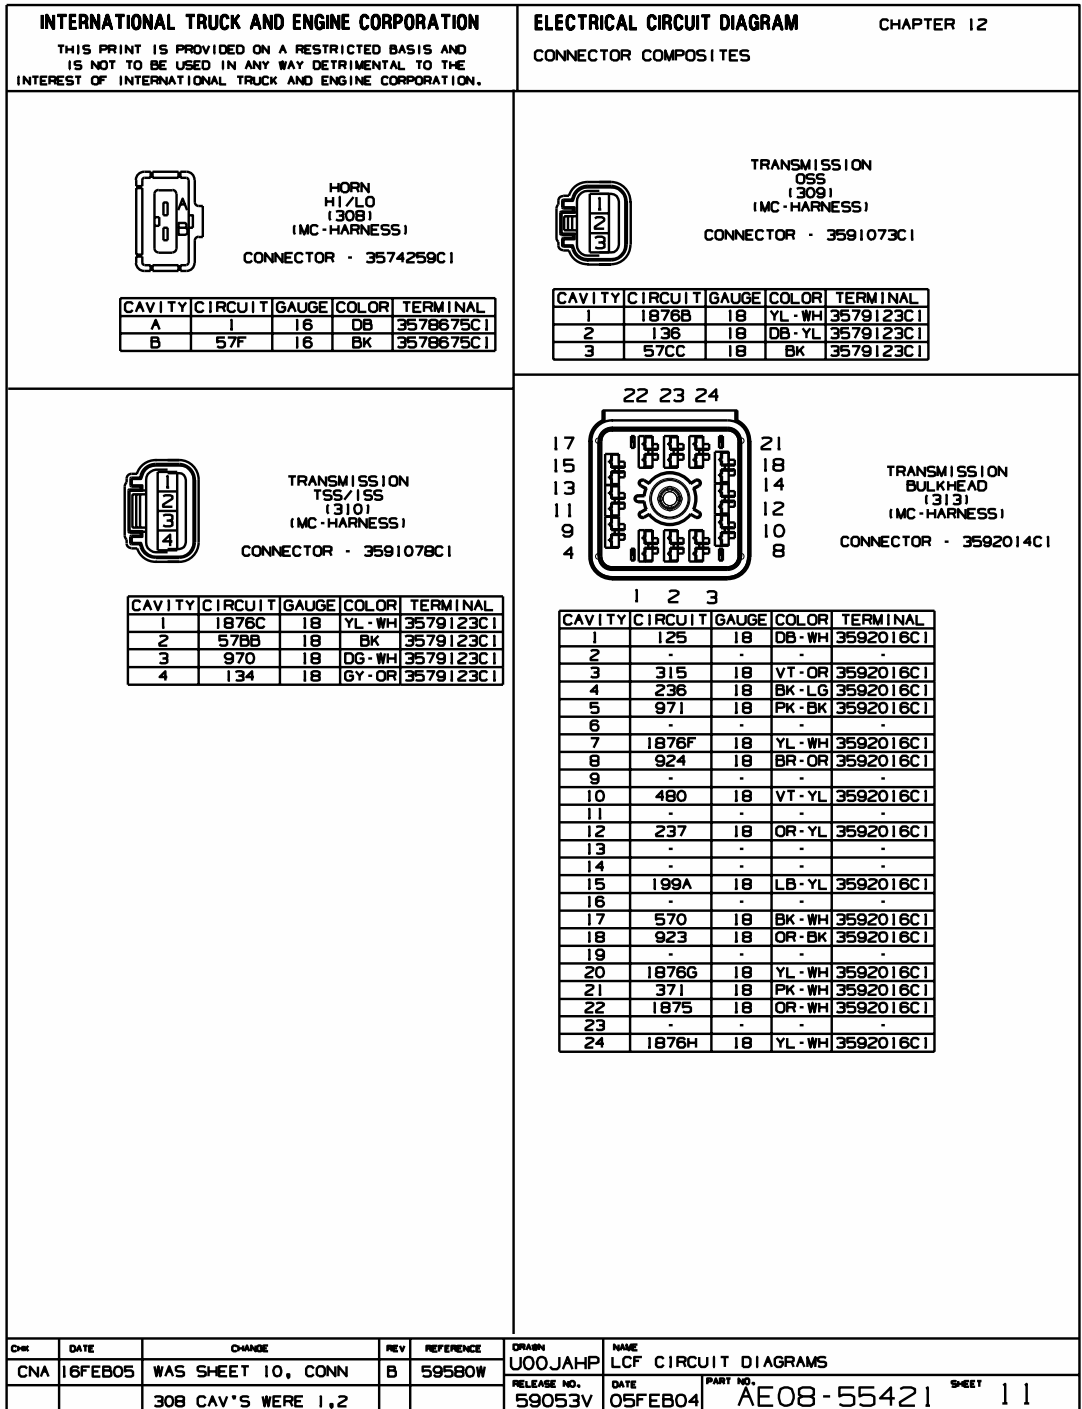 INTERNATIONAL TRUCK AND ENGINE CORPORATION
THIS PRINT IS PROVIDED ON A RESTRICTED BASIS AND
IS NOT TO BE USED IN ANY WAY DETRIMENTAL TO THE
INTEREST OF INTERNATIONAL TRUCK AND ENGINE CORPORATION.
ELECTRICAL CIRCUIT DIAGRAM CHAPTER 12
CONNECTOR COMPOSITES
A
B
HORN
HI/LO
(308)
(MC-HARNESS)
CONNECTOR - 3574259C1
CAVITY CIRCUIT GAUGE COLOR TERMINAL
A 1 16 DB 3578675C1
B 57F 16 BK 3578675C1
1
2
3
TRANSMISSION
OSS
(309)
(MC-HARNESS)
CONNECTOR - 3591073C1
CAVITY CIRCUIT GAUGE COLOR TERMINAL
1 1876B 18 YL-WH 3579123C1
2 136 18 DB-YL 3579123C1
3 57CC 18 BK 3579123C1
1
2
3
4
TRANSMISSION
TSS/ISS
(310)
(MC-HARNESS)
CONNECTOR - 3591078C1
CAVITY CIRCUIT GAUGE COLOR TERMINAL
1 1876C 18 YL-WH 3579123C1
2 57BB 18 BK 3579123C1
3 970 18 DG-WH 3579123C1
4 134 18 GY-OR 3579123C1
22 23 24
17 21
15 18
13 14
11 12
9 10
4 8
1 2 3
TRANSMISSION
BULKHEAD
(313)
(MC-HARNESS)
CONNECTOR - 3592014C1
CAVITY CIRCUIT GAUGE COLOR TERMINAL
1 125 18 DB-WH 3592016C1
2 - - - -
3 315 18 VT-OR 3592016C1
4 236 18 BK-LG 3592016C1
5 971 18 PK-BK 3592016C1
6 - - - -
7 1876F 18 YL-WH 3592016C1
8 924 18 BR-OR 3592016C1
9 - - - -
10 480 18 VT-YL 3592016C1
11 - - - -
12 237 18 OR-YL 3592016C1
13 - - - -
14 - - - -
15 199A 18 LB-YL 3592016C1
16 - - - -
17 570 18 BK-WH 3592016C1
18 923 18 OR-BK 3592016C1
19 - - - -
20 1876G 18 YL-WH 3592016C1
21 371 18 PK-WH 3592016C1
22 1875 18 OR-WH 3592016C1
23 - - - -
24 1876H 18 YL-WH 3592016C1
CHK DATE CHANGE REV REFERENCE
CNA 16FEB05 WAS SHEET 10, CONN B 59580W
308 CAV'S WERE 1,2
DRAWN NAME
U00JAHP LCF CIRCUIT DIAGRAMS
RELEASE NO. DATE PART NO. SHEET
59053V 05FEB04 AE08-55421 11